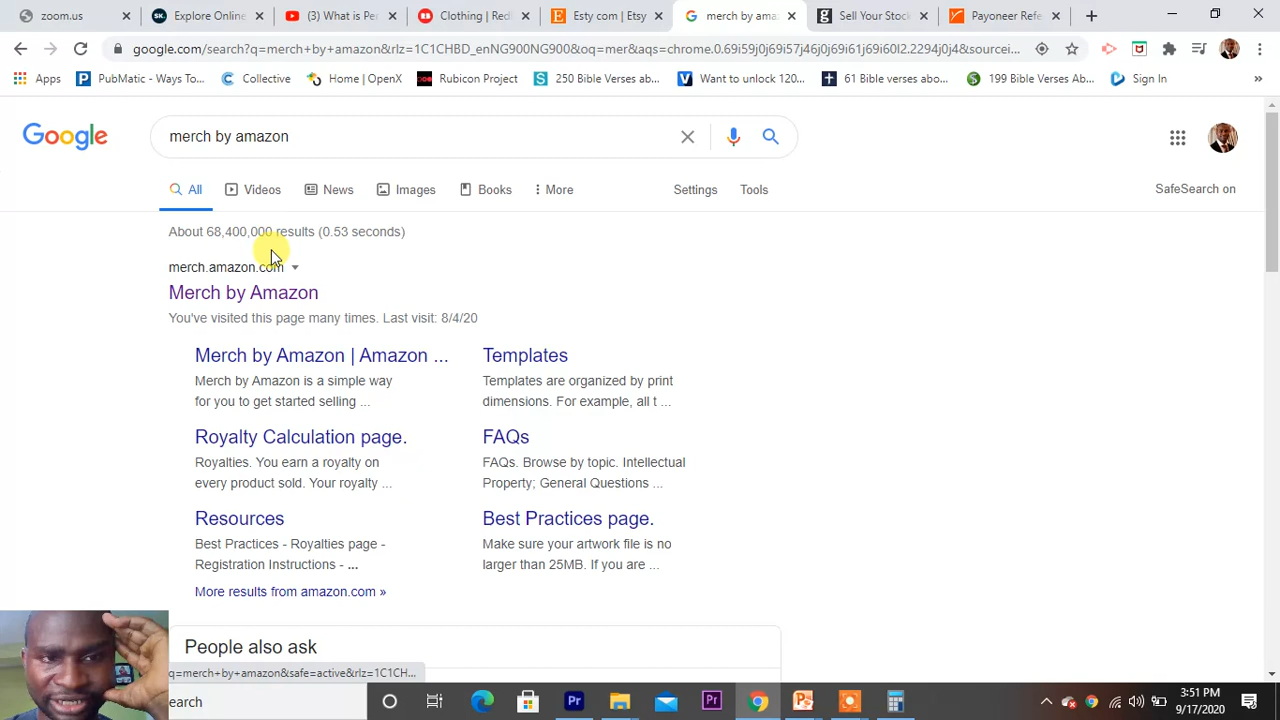 zoom.us
Explore Online
(3) What is Per
Clothing | Red
Esty com | Etsy
merch by ama
Sell Your Stock
Payoneer Refe
google.com/search?q=merch+by+amazon&rlz=1C1CHBD_enNG900NG900&oq=mer&aqs=chrome.0.69i59j0j69i57j46j0j69i61j69i60l2.2294j0j4&sourcei...
Apps
PubMatic - Ways To...
Collective
Home | OpenX
Rubicon Project
250 Bible Verses ab...
Want to unlock 120...
61 Bible verses abo...
199 Bible Verses Ab...
Sign In
»
Google
merch by amazon
All
Videos
News
Images
Books
More
Settings
Tools
SafeSearch on
About 68,400,000 results (0.53 seconds)
merch.amazon.com
Merch by Amazon
You've visited this page many times. Last visit: 8/4/20
Merch by Amazon | Amazon ...
Merch by Amazon is a simple way
for you to get started selling ...
Templates
Templates are organized by print
dimensions. For example, all t ...
Royalty Calculation page.
Royalties. You earn a royalty on
every product sold. Your royalty ...
FAQs
FAQs. Browse by topic. Intellectual
Property; General Questions ...
Resources
Best Practices - Royalties page -
Registration Instructions - ...
Best Practices page.
Make sure your artwork file is no
larger than 25MB. If you are ...
More results from amazon.com »
People also ask
q=merch+by+amazon&safe=active&rlz=1C1CH...
earch
3:51 PM
9/17/2020